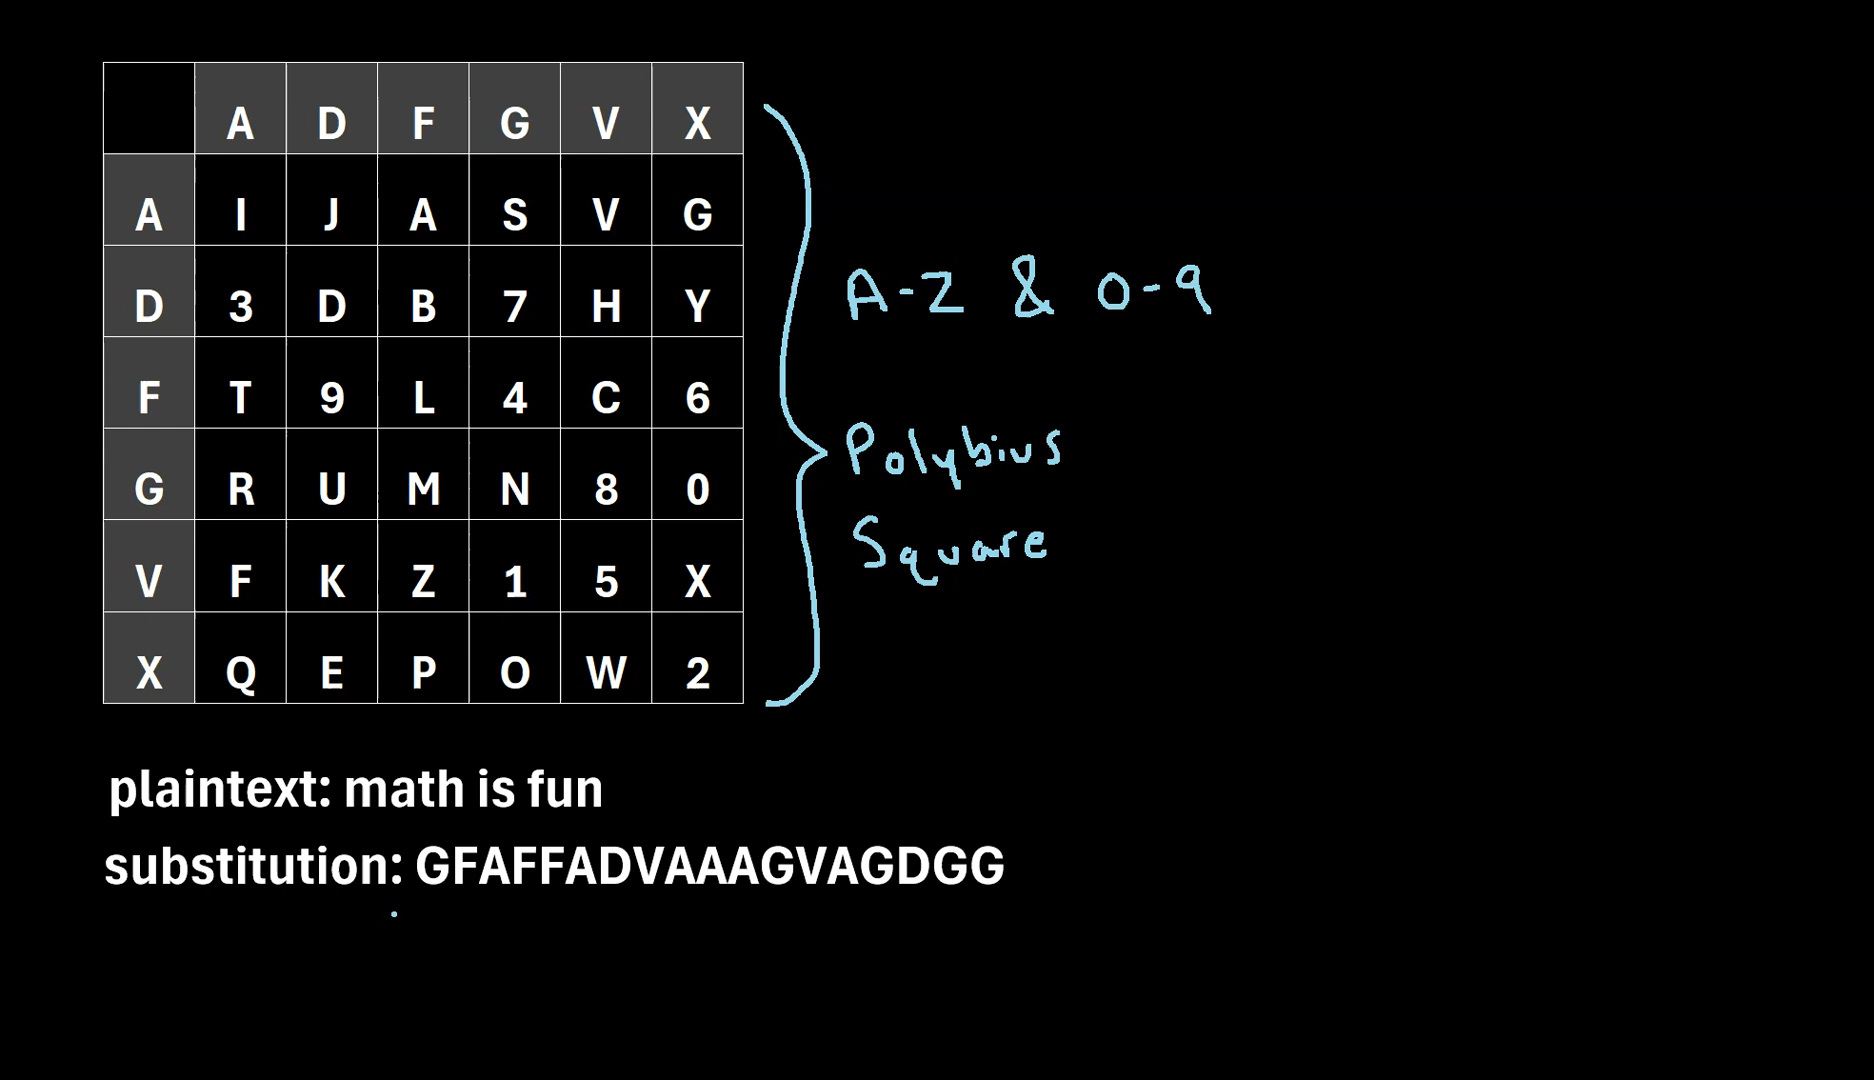 A D F G V X
A I J A S V G
D 3 D B 7 H Y
F T 9 L 4 C 6
G R U M N 8 0
V F K Z 1 5 X
X Q E P O W 2
A-Z & 0-9
Polybius
Square
plaintext: math is fun
substitution: GFAFFADVAAAGVAGDGG